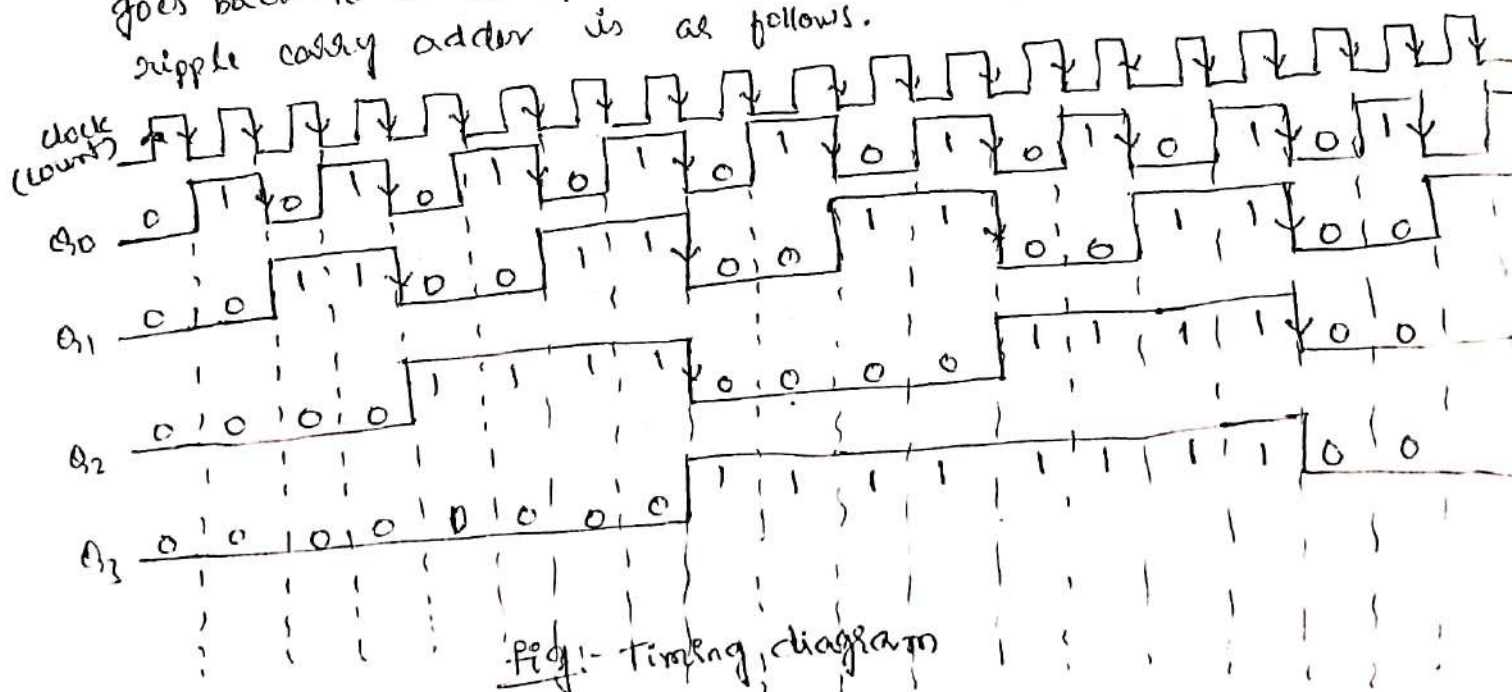 goes back to
ripple carry adder is as follows.
clock
(count)
Q0 0 1 0 1 0 1 0 1 0 1 0 1 0 1 0 1 0 1
Q1 0 0 1 1 0 0 1 1 0 0 1 1 0 0 1 1 0 0
Q2 0 0 0 0 1 1 1 1 0 0 0 0 1 1 1 1 0 0
Q3 0 0 0 0 0 0 0 0 1 1 1 1 1 1 1 1 0 0
fig:- timing diagram